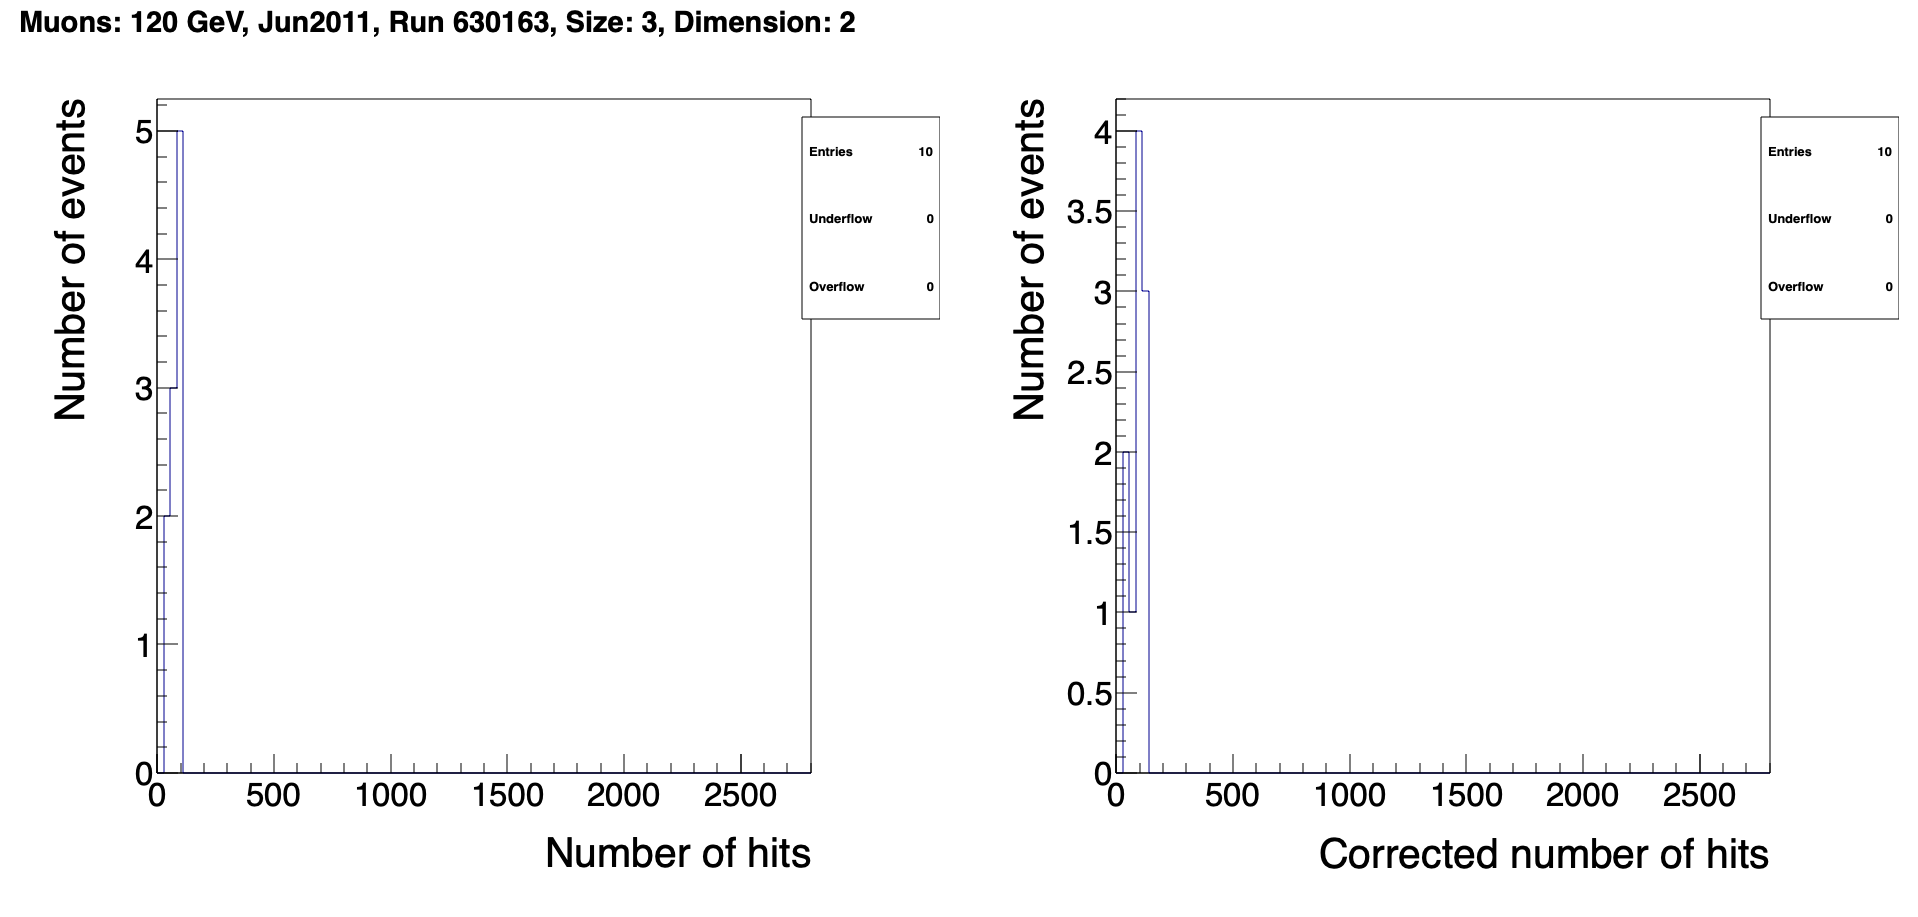 Muons: 120 GeV, Jun2011, Run 630163, Size: 3, Dimension: 2
Number of events
5
4
3
2
1
0
0 500 1000 1500 2000 2500
Number of hits
Entries 10
Underflow 0
Overflow 0
Number of events
4
3.5
3
2.5
2
1.5
1
0.5
0
0 500 1000 1500 2000 2500
Corrected number of hits
Entries 10
Underflow 0
Overflow 0